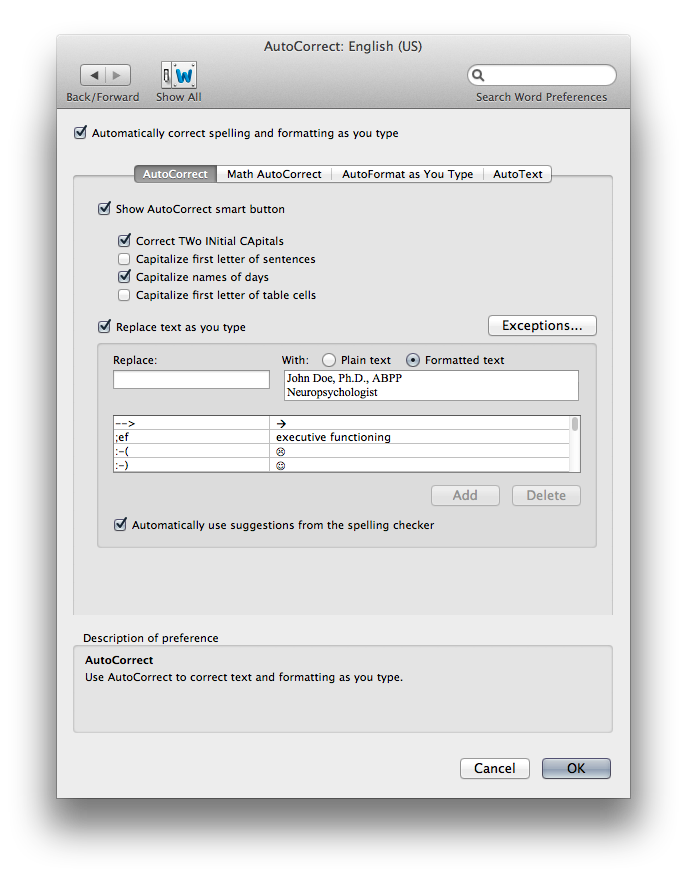 AutoCorrect: English (US)
Back/Forward Show All Search Word Preferences
Automatically correct spelling and formatting as you type
AutoCorrect Math AutoCorrect AutoFormat as You Type AutoText
Show AutoCorrect smart button
Correct TWo INitial CApitals
Capitalize first letter of sentences
Capitalize names of days
Capitalize first letter of table cells
Replace text as you type Exceptions...
Replace: With: Plain text Formatted text
John Doe, Ph.D., ABPP
Neuropsychologist
--> →
;ef executive functioning
:-( ☹
:-) ☺
Add Delete
Automatically use suggestions from the spelling checker
Description of preference
AutoCorrect
Use AutoCorrect to correct text and formatting as you type.
Cancel OK